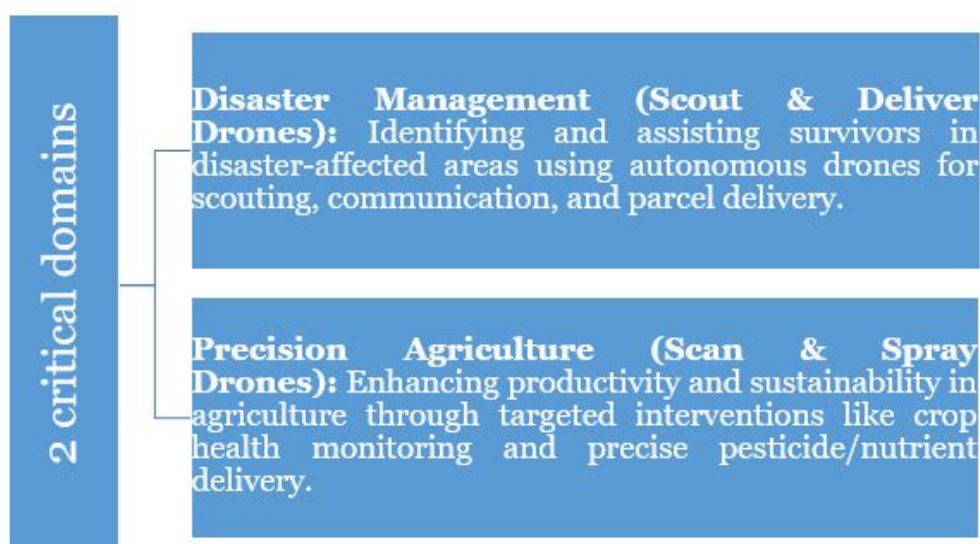 2 critical domains
Disaster Management (Scout & Deliver
Drones): Identifying and assisting survivors in
disaster-affected areas using autonomous drones for
scouting, communication, and parcel delivery.
Precision Agriculture (Scan & Spray
Drones): Enhancing productivity and sustainability in
agriculture through targeted interventions like crop
health monitoring and precise pesticide/nutrient
delivery.